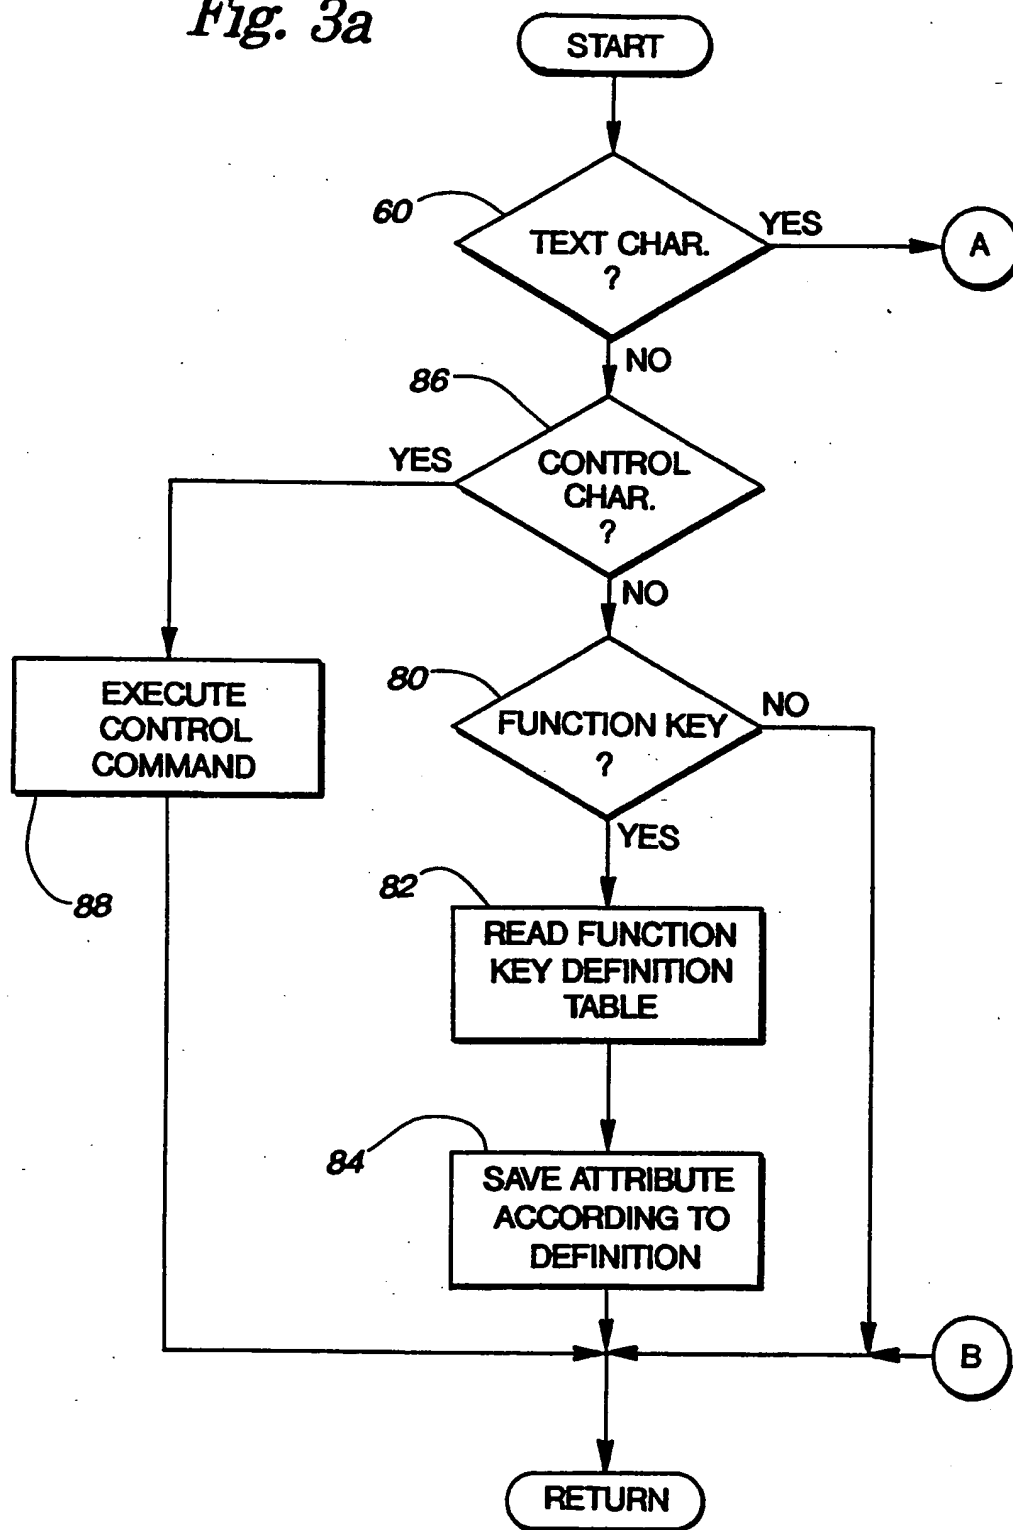 Fig. 3a
START
60
TEXT CHAR.
?
YES
A
NO
86
YES
CONTROL
CHAR.
?
NO
EXECUTE
CONTROL
COMMAND
88
80
FUNCTION KEY
?
NO
YES
82
READ FUNCTION
KEY DEFINITION
TABLE
84
SAVE ATTRIBUTE
ACCORDING TO
DEFINITION
B
RETURN